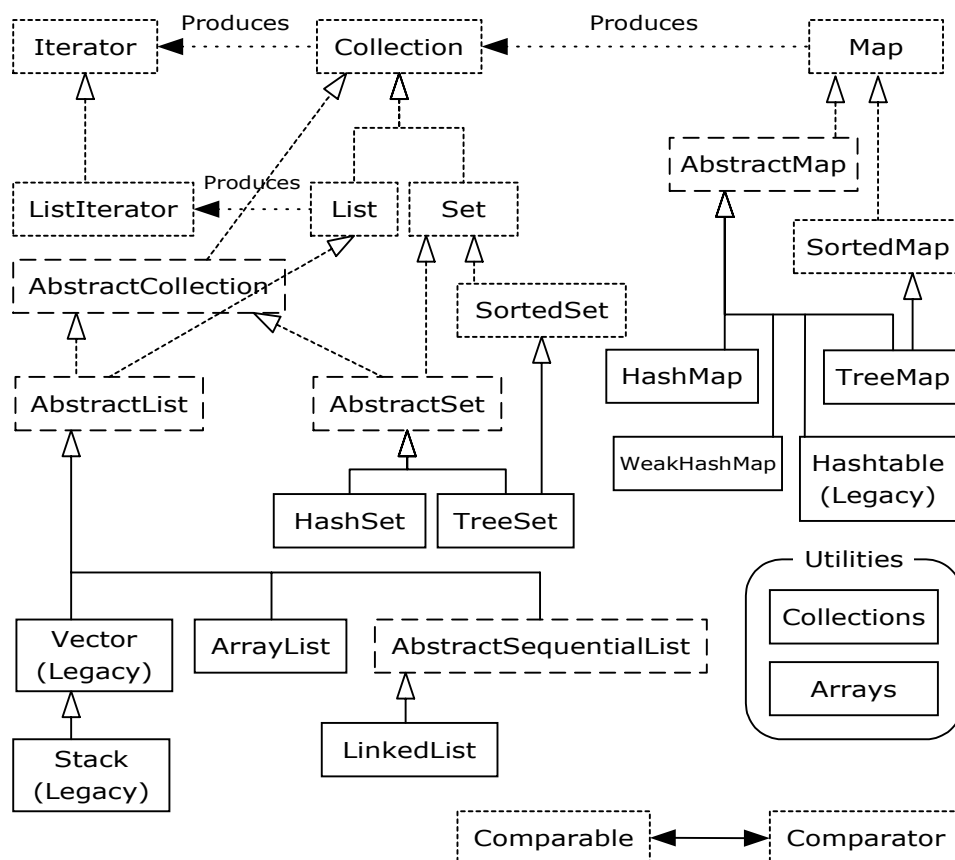 Produces
Produces
Iterator
Collection
Map
AbstractMap
Produces
ListIterator
List
Set
SortedMap
AbstractCollection
SortedSet
HashMap
TreeMap
AbstractList
AbstractSet
WeakHashMap
Hashtable
(Legacy)
HashSet
TreeSet
Utilities
Collections
Vector
(Legacy)
ArrayList
AbstractSequentialList
Arrays
Stack
(Legacy)
LinkedList
Comparable
Comparator